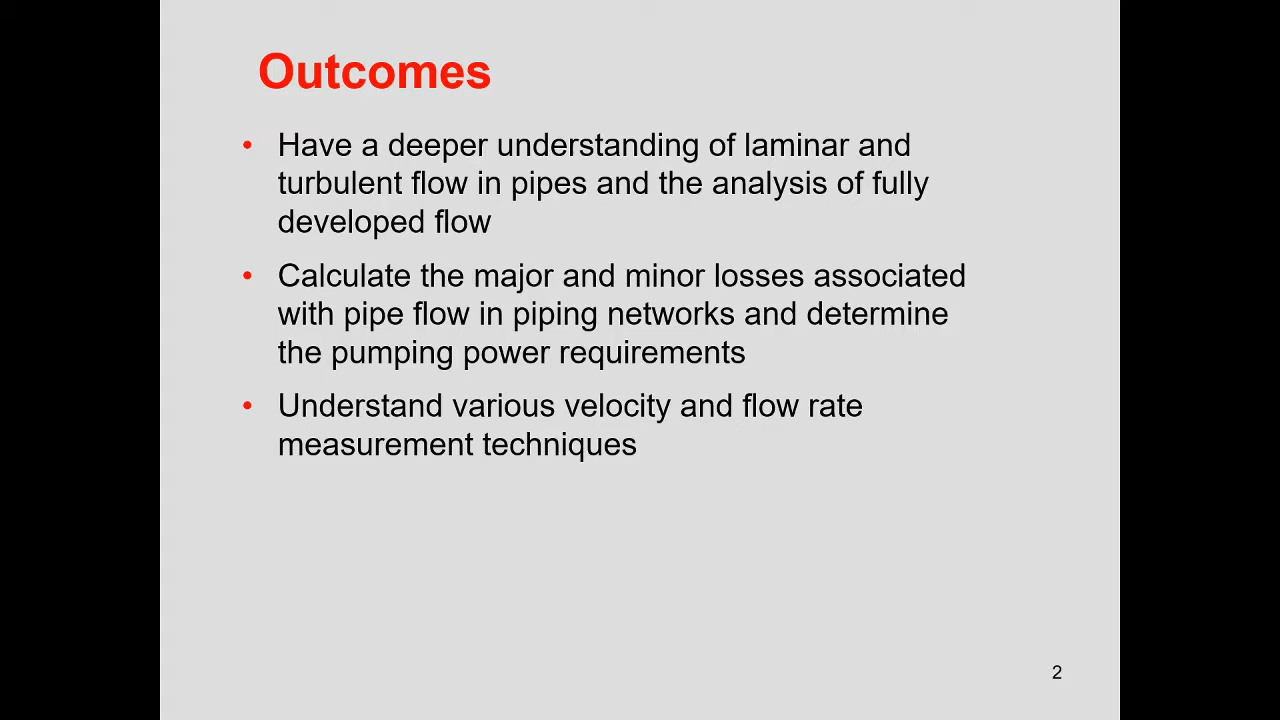 Outcomes
• Have a deeper understanding of laminar and
turbulent flow in pipes and the analysis of fully
developed flow
• Calculate the major and minor losses associated
with pipe flow in piping networks and determine
the pumping power requirements
• Understand various velocity and flow rate
measurement techniques
2